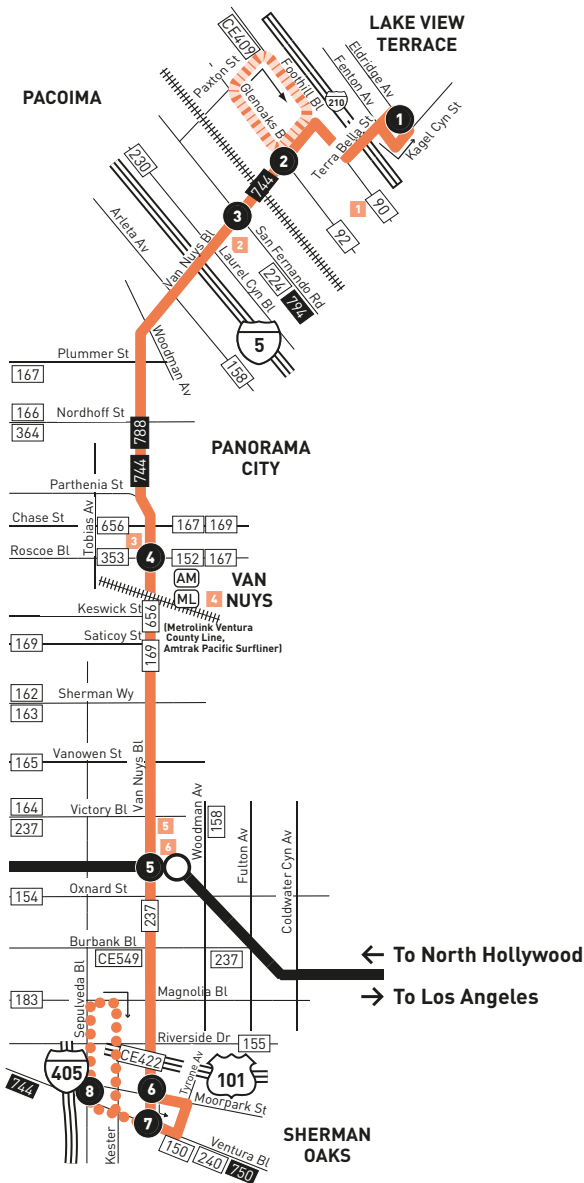 LAKE VIEW
TERRACE
CE409
Paxton St
Foothill Bl
Eldridge Av
Fenton Av
PACOIMA
Glenoaks B
210
1
Terra Bella St
Kagel Cyn St
2
230
744
1
90
3
92
Arleta Av
Van Nuys Bl
2
San Fernando Rd
Laurel Cyn Bl
224
794
5
Woodman Av
Plummer St
158
167
166
Nordhoff St
364
788
PANORAMA
CITY
744
Parthenia St
Tobias Av
Chase St
656
167
169
3
Roscoe Bl
353
4
152
167
AM
VAN
NUYS
ML
4
Keswick St
656
(Metrolink Ventura
County Line,
Amtrak Pacific Surfliner)
Saticoy St
169
169
162
Sherman Wy
163
Vanowen St
165
Van Nuys Bl
164
Victory Bl
237
5
6
Woodman Av
158
Fulton Av
Coldwater Cyn Av
5
Oxnard St
154
237
Burbank Bl
CE549
237
← To North Hollywood
→ To Los Angeles
Sepulveda Bl
183
Magnolia Bl
Riverside Dr
155
CE422
Tyrone Av
405
101
744
8
6
Moorpark St
7
Kester
150
240
750
Ventura Bl
SHERMAN
OAKS